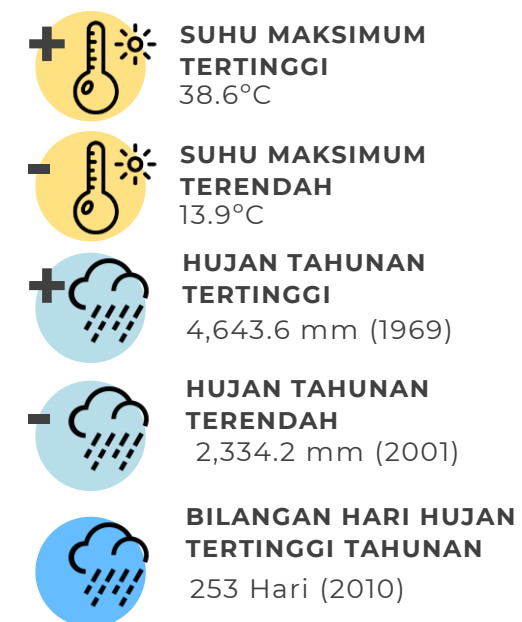 SUHU MAKSIMUM
TERTINGGI
38.6°C
SUHU MAKSIMUM
TERENDAH
13.9°C
HUJAN TAHUNAN
TERTINGGI
4,643.6 mm (1969)
HUJAN TAHUNAN
TERENDAH
2,334.2 mm (2001)
BILANGAN HARI HUJAN
TERTINGGI TAHUNAN
253 Hari (2010)